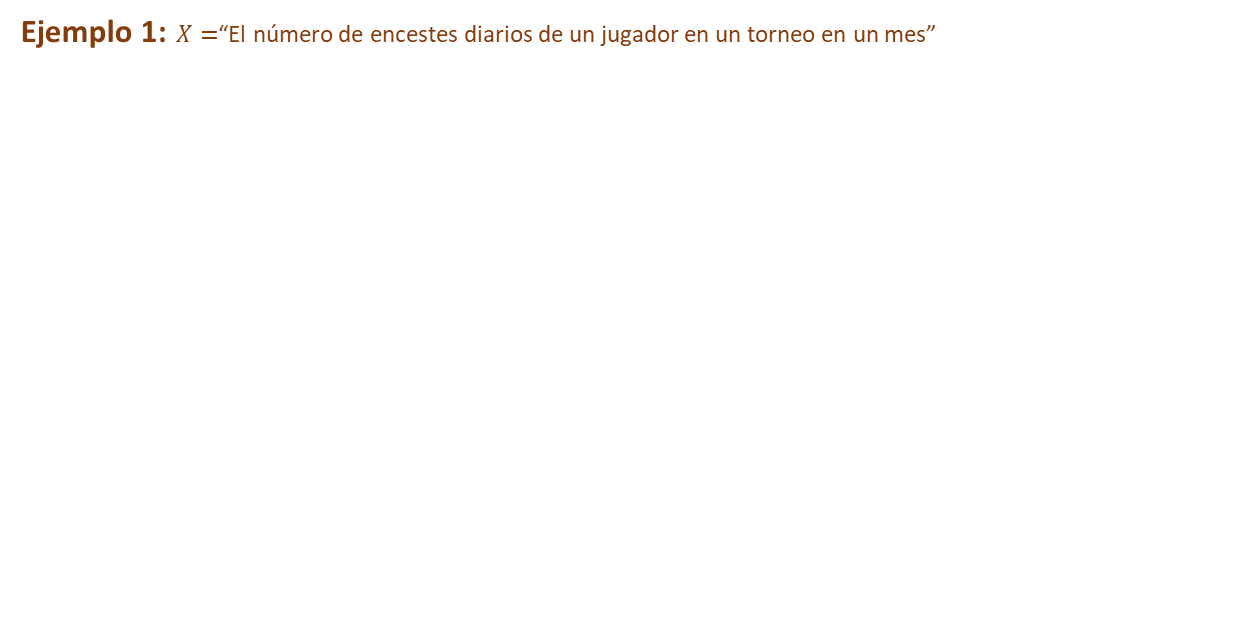 Ejemplo 1: X =“El número de encestes diarios de un jugador en un torneo en un mes”